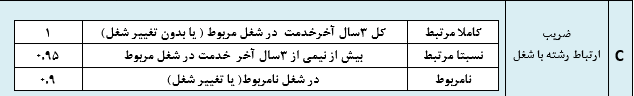 C
ضریب
ارتباط رشته با شغل
کاملا مرتبط کل ۳سال آخرخدمت در شغل مربوط ( یا بدون تغییر شغل) ۱
نسبتا مرتبط بیش از نیمی از ۳سال آخر خدمت در شغل مربوط ۰.۹۵
نامربوط در شغل نامربوط( یا تغییر شغل) ۰.۹